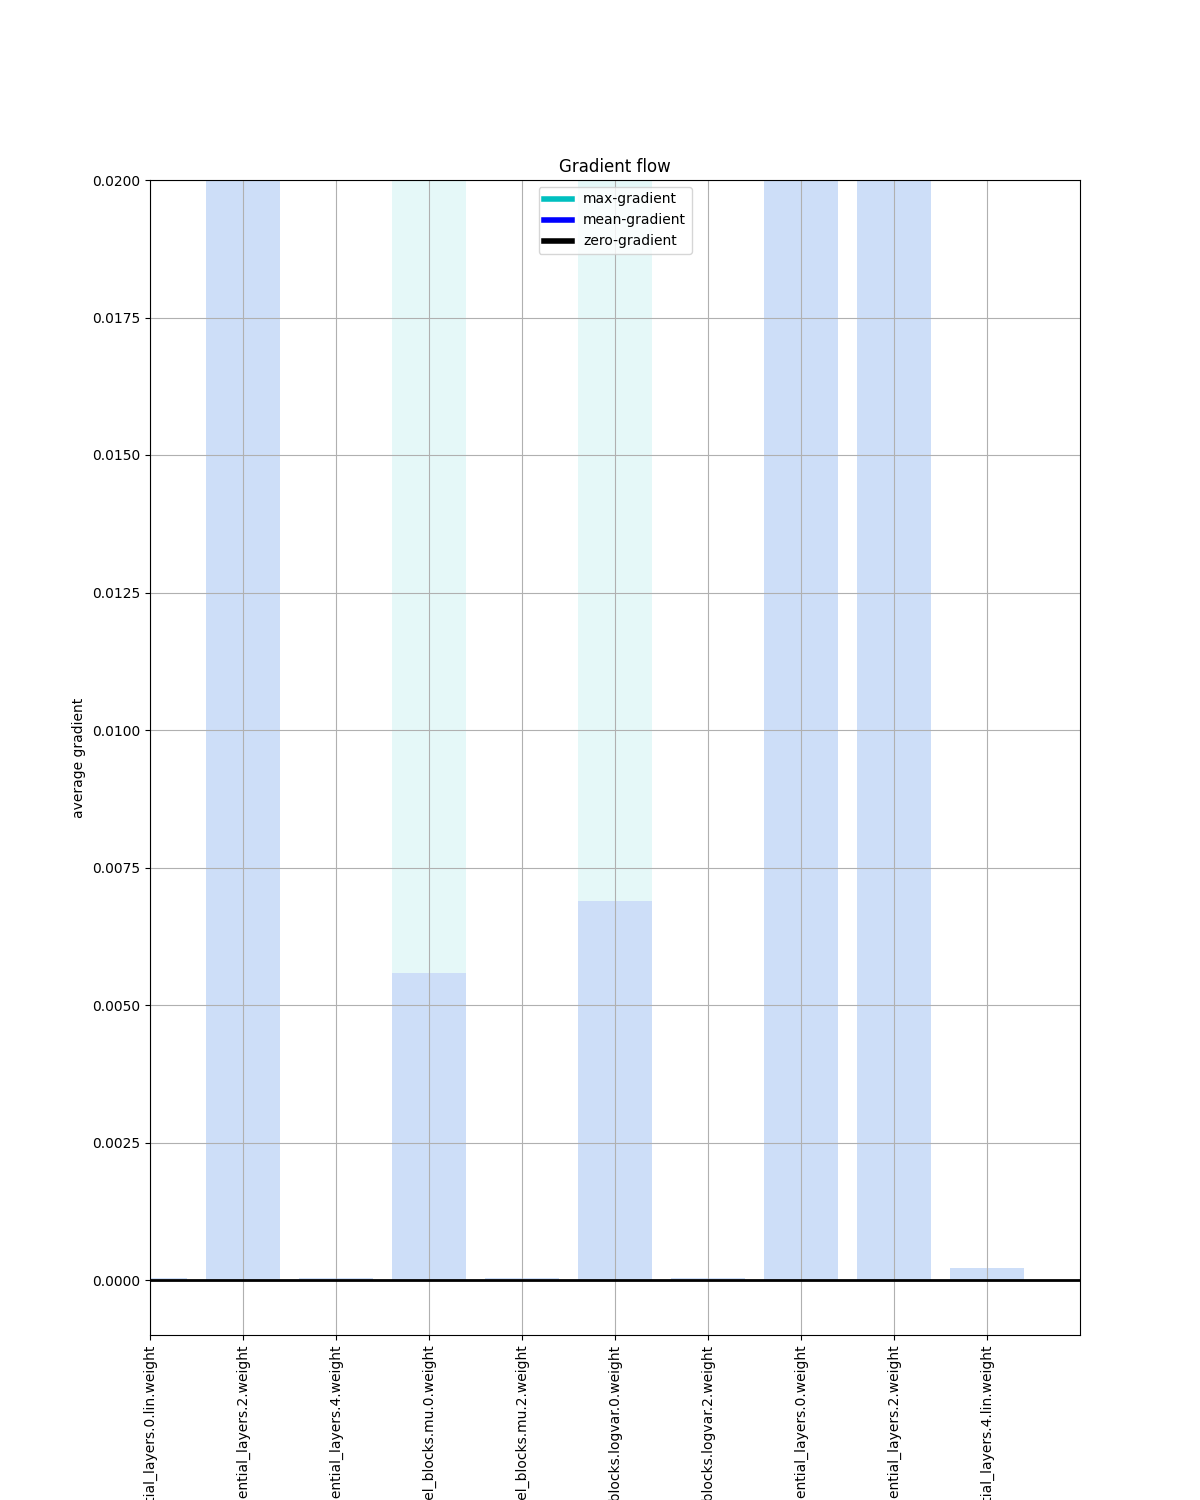 Gradient flow
max-gradient
mean-gradient
zero-gradient
0.0200
0.0175
0.0150
0.0125
0.0100
0.0075
0.0050
0.0025
0.0000
average gradient
tial_layers.0.lin.weight
ential_layers.2.weight
ential_layers.4.weight
el_blocks.mu.0.weight
el_blocks.mu.2.weight
blocks.logvar.0.weight
blocks.logvar.2.weight
ential_layers.0.weight
ential_layers.2.weight
tial_layers.4.lin.weight